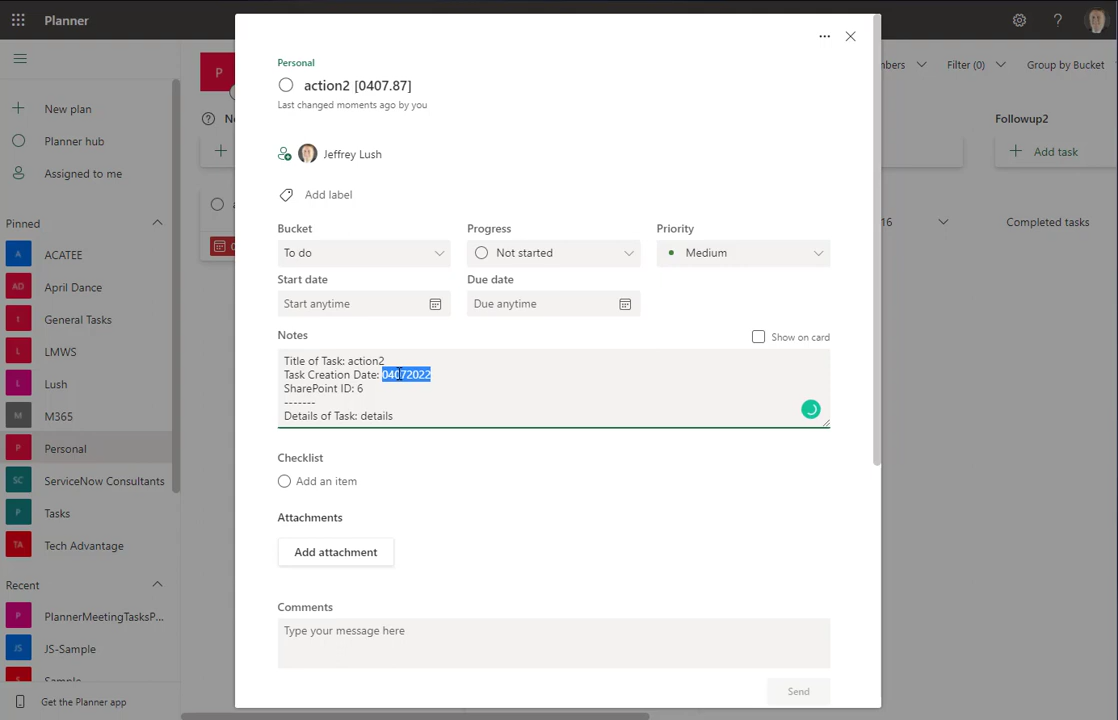 Planner
?
New plan
Planner hub
Assigned to me
Pinned
A ACATEE
AD April Dance
t General Tasks
L LMWS
L Lush
M M365
P Personal
SC ServiceNow Consultants
P Tasks
TA Tech Advantage
Recent
P PlannerMeetingTasksP...
J JS-Sample
Get the Planner app
P
Filter (0)
Group by Bucket
Followup2
Add task
16
Completed tasks
Personal
action2 [0407.87]
Last changed moments ago by you
Jeffrey Lush
Add label
Bucket Progress Priority
To do Not started Medium
Start date Due date
Start anytime Due anytime
Notes Show on card
Title of Task: action2
Task Creation Date: 04072022
SharePoint ID: 6
-------
Details of Task: details
Checklist
Add an item
Attachments
Add attachment
Comments
Type your message here
Send